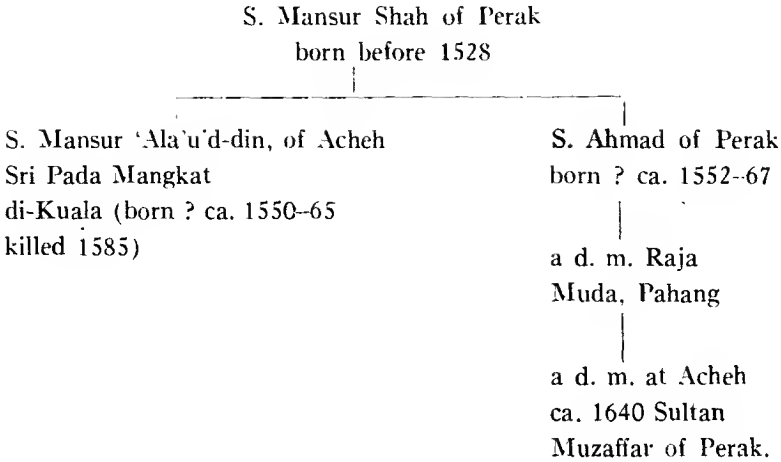 S. Mansur Shah of Perak
born before 1528
S. Mansur ‘Ala’u’d-din, of Acheh
Sri Pada Mangkat
di-Kuala (born ? ca. 1550--65
killed 1585)
S. Ahmad of Perak
born ? ca. 1552--67
a d. m. Raja
Muda, Pahang
a d. m. at Acheh
ca. 1640 Sultan
Muzaffar of Perak.